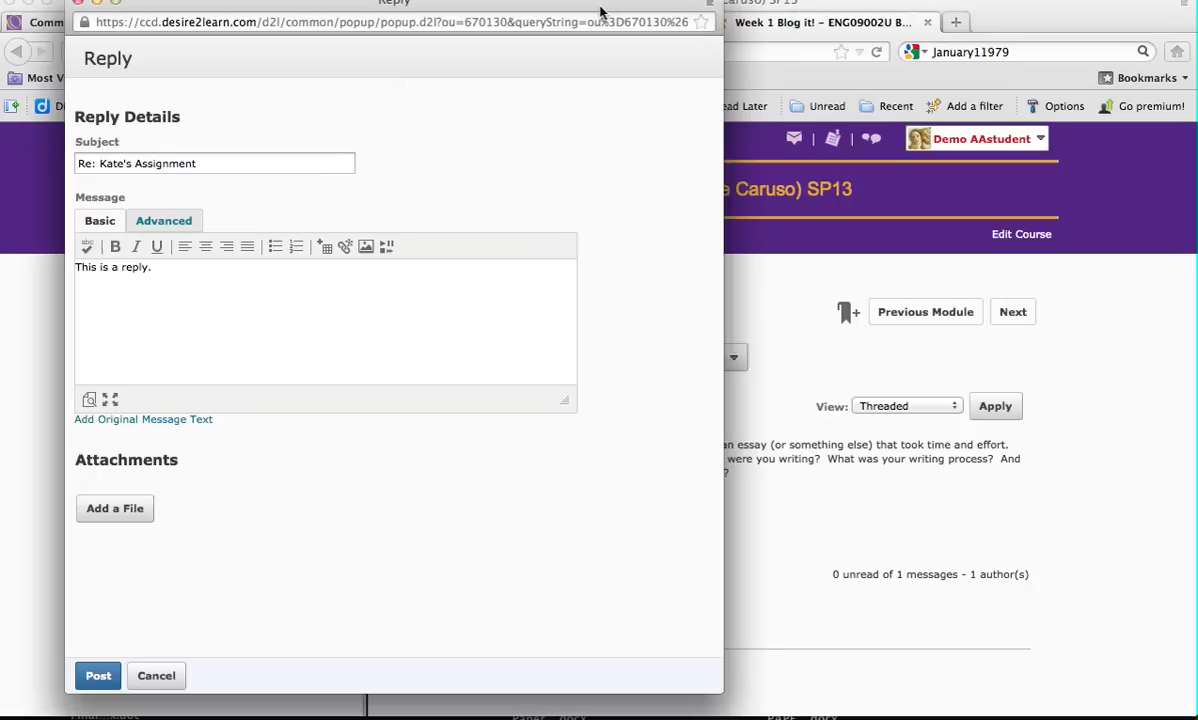 Reply
Caruso) SP13
https://ccd.desire2learn.com/d2l/common/popup/popup.d2l?ou=670130&queryString=ou%3D670130%26
Comm
Week 1 Blog it! – ENG09002U B...
January11979
Reply
Most V
Bookmarks
ead Later
Unread
Recent
Add a filter
Options
Go premium!
Reply Details
Subject
Re: Kate's Assignment
Demo AAstudent
Caruso) SP13
Edit Course
Message
Basic
Advanced
abc
B I U
This is a reply.
Previous Module
Next
View:
Threaded
Apply
Add Original Message Text
an essay (or something else) that took time and effort.
were you writing? What was your writing process? And
?
Attachments
Add a File
0 unread of 1 messages - 1 author(s)
Post
Cancel